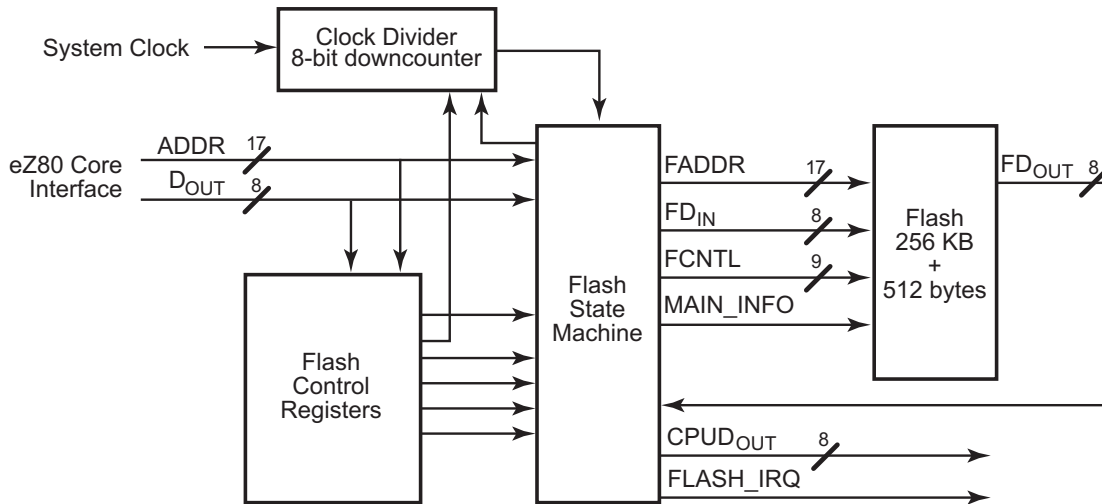 System Clock
Clock Divider
8-bit downcounter
eZ80 Core
Interface
ADDR
17
D_OUT
8
Flash
Control
Registers
Flash
State
Machine
FADDR
17
FD_IN
8
FCNTL
9
MAIN_INFO
Flash
256 KB
+
512 bytes
FD_OUT
8
CPUD_OUT
8
FLASH_IRQ